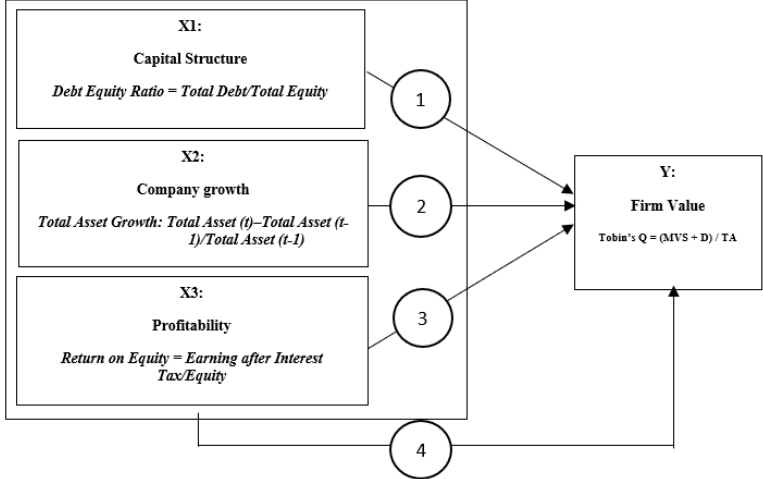 X1:
Capital Structure
Debt Equity Ratio = Total Debt/Total Equity
1
X2:
Company growth
Total Asset Growth: Total Asset (t)–Total Asset (t-
1)/Total Asset (t-1)
2
X3:
Profitability
Return on Equity = Earning after Interest
Tax/Equity
3
Y:
Firm Value
Tobin's Q = (MVS + D) / TA
4